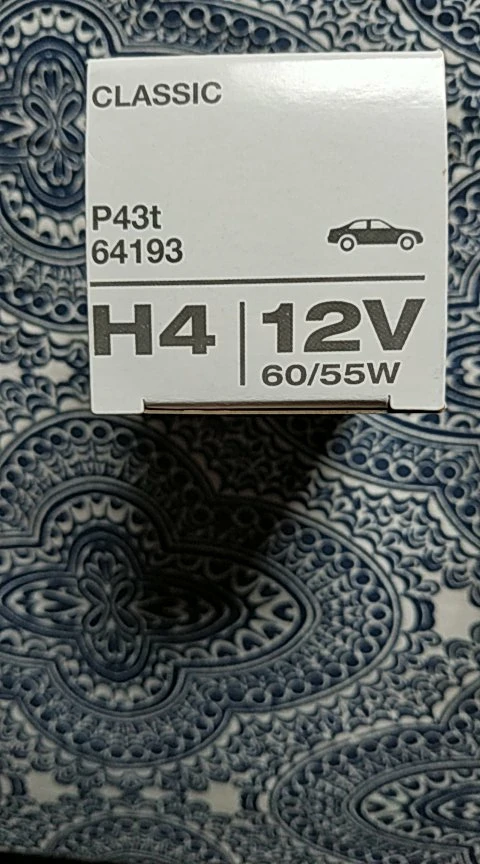 CLASSIC
P43t
64193
H4 | 12V
60/55W